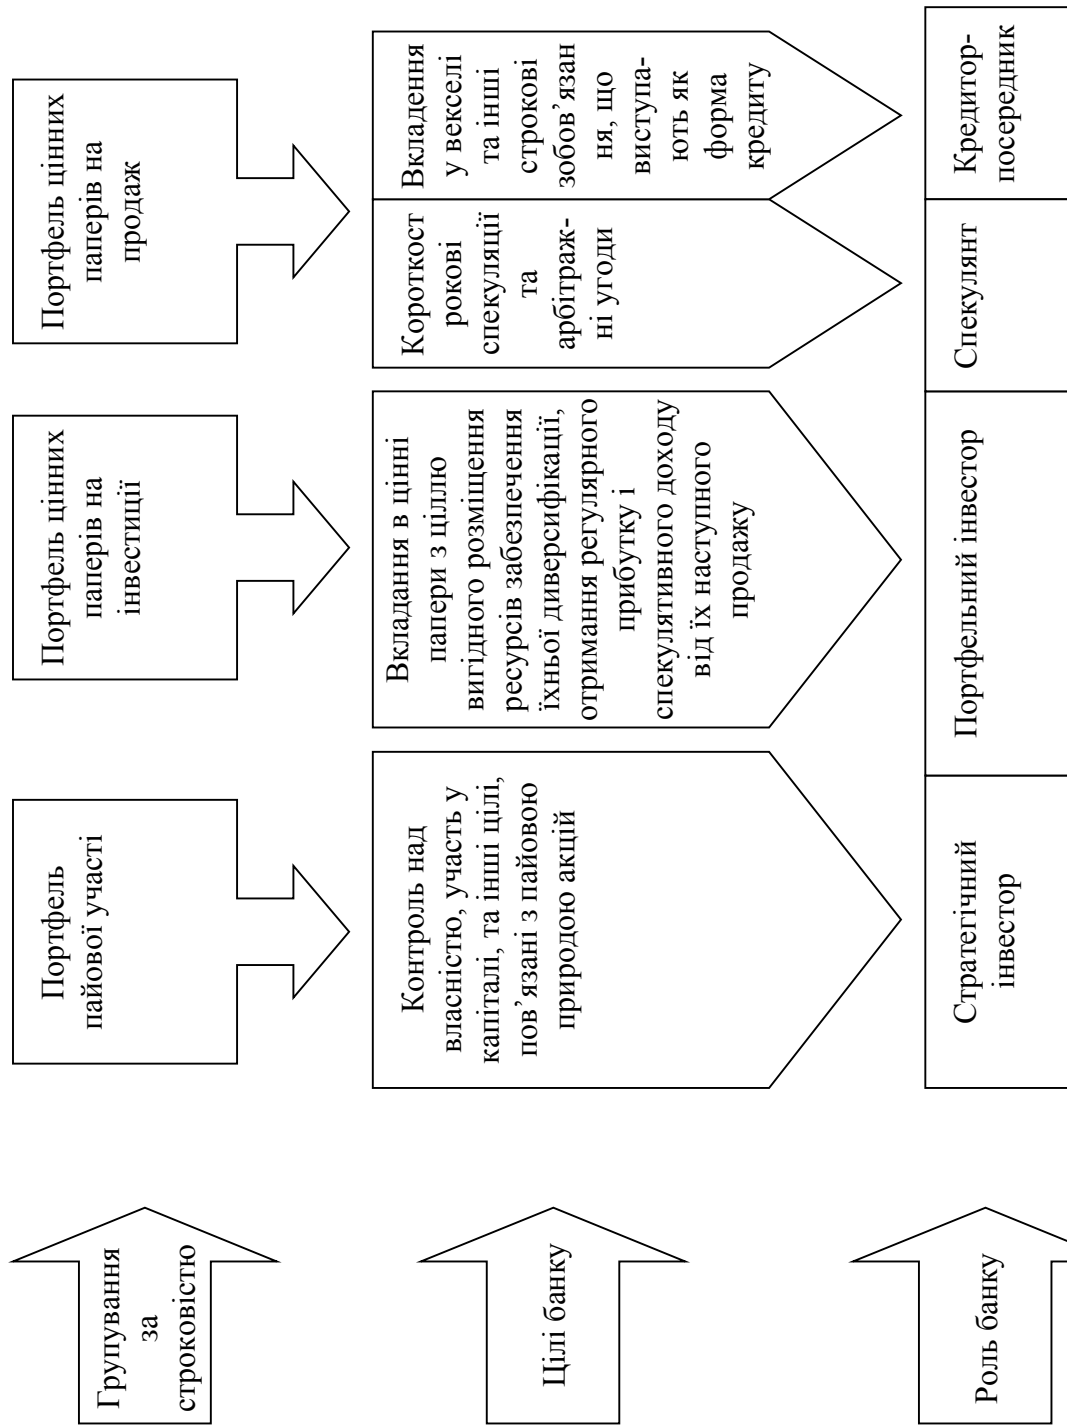 Групування
за
строковістю
Портфель
пайової участі
Портфель цінних
паперів на
інвестиції
Портфель цінних
паперів на
продаж
Цілі банку
Контроль над
власністю, участь у
капіталі, та інші цілі,
пов’язані з пайовою
природою акцій
Вкладання в цінні
папери з ціллю
вигідного розміщення
ресурсів забезпечення
їхньої диверсифікації,
отримання регулярного
прибутку і
спекулятивного доходу
від їх наступного
продажу
Короткост
рокові
спекуляції
та
арбітраж-
ні угоди
Вкладення
у векселі
та інші
строкові
зобов’язан
ня, що
виступа-
ють як
форма
кредиту
Роль банку
Стратегічний
інвестор
Портфельний інвестор
Спекулянт
Кредитор-
посередник